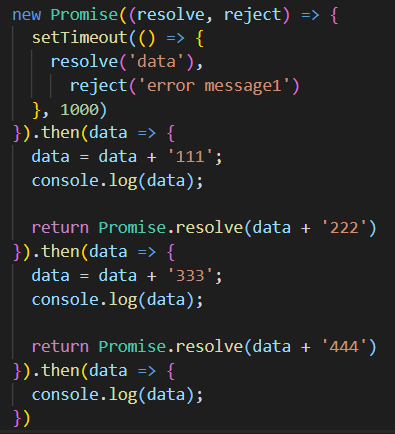 new Promise((resolve, reject) => {
  setTimeout(() => {
    resolve('data'),
      reject('error message1')
  }, 1000)
}).then(data => {
  data = data + '111';
  console.log(data);

  return Promise.resolve(data + '222')
}).then(data => {
  data = data + '333';
  console.log(data);

  return Promise.resolve(data + '444')
}).then(data => {
  console.log(data);
})